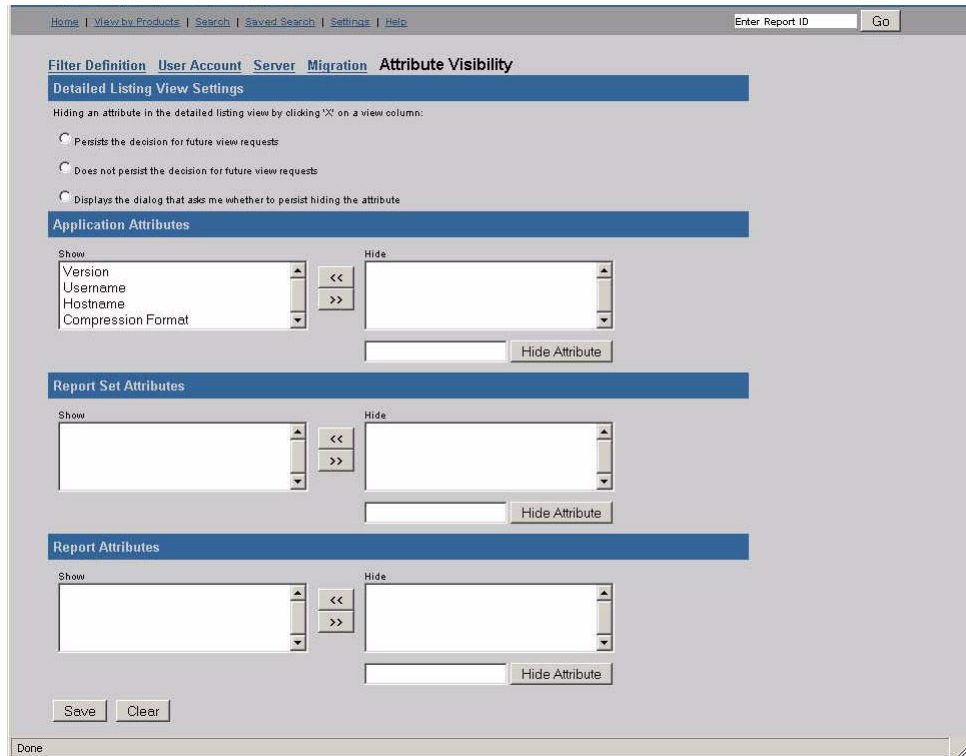 Home | View by Products | Search | Saved Search | Settings | Help
Enter Report ID Go
Filter Definition User Account Server Migration Attribute Visibility
Detailed Listing View Settings
Hiding an attribute in the detailed listing view by clicking 'X' on a view column:
Persists the decision for future view requests
Does not persist the decision for future view requests
Displays the dialog that asks me whether to persist hiding the attribute
Application Attributes
Show Hide
Version
Username
Hostname
Compression Format
<<
>>
Hide Attribute
Report Set Attributes
Show Hide
<<
>>
Hide Attribute
Report Attributes
Show Hide
<<
>>
Hide Attribute
Save Clear
Done